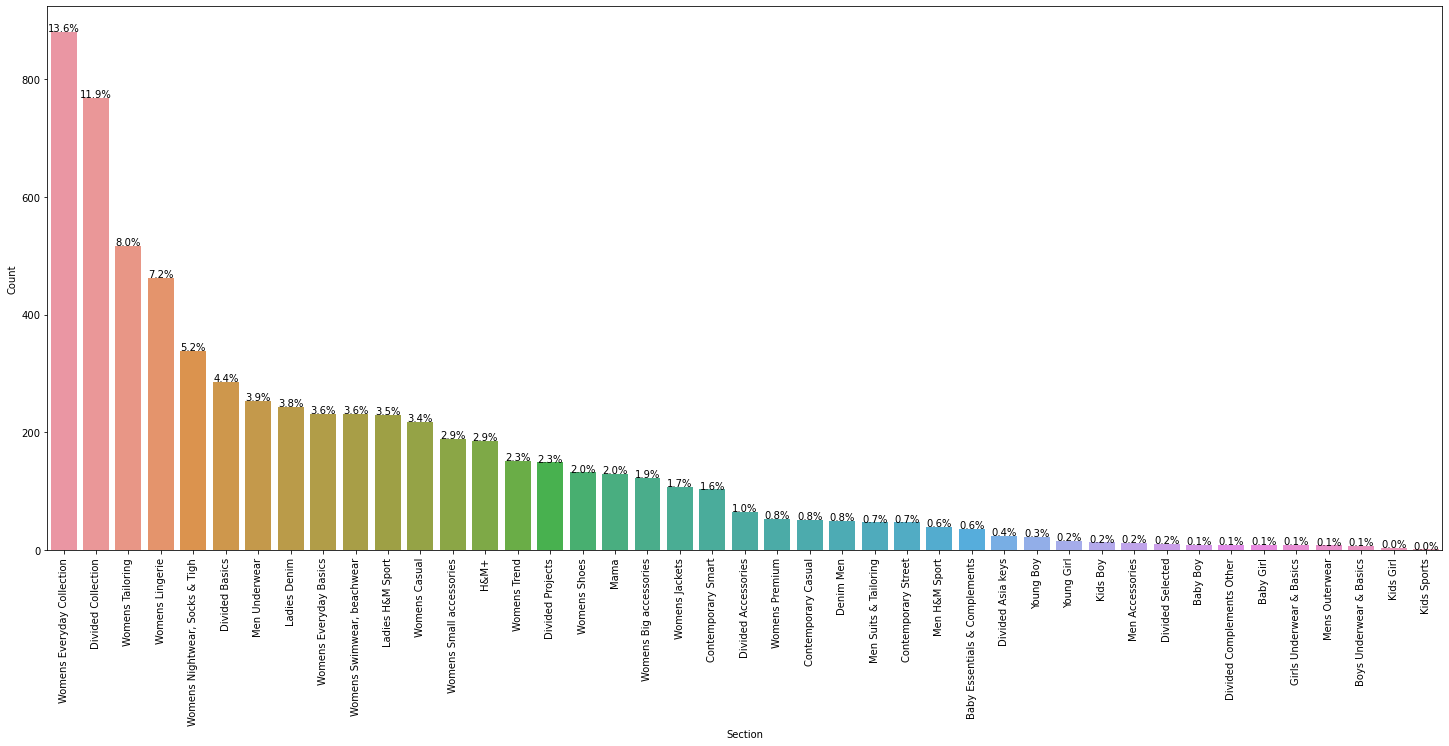 13.6%
11.9%
8.0%
7.2%
5.2%
4.4%
3.9%
3.8%
3.6%
3.6%
3.5%
3.4%
2.9%
2.9%
2.3%
2.3%
2.0%
2.0%
1.9%
1.7%
1.6%
1.0%
0.8%
0.8%
0.8%
0.7%
0.7%
0.6%
0.6%
0.4%
0.3%
0.2%
0.2%
0.2%
0.2%
0.1%
0.1%
0.1%
0.1%
0.1%
0.1%
0.0%
0.0%
800
600
400
200
0
Count
Womens Everyday Collection
Divided Collection
Womens Tailoring
Womens Lingerie
Womens Nightwear, Socks & Tigh
Divided Basics
Men Underwear
Ladies Denim
Womens Everyday Basics
Womens Swimwear, beachwear
Ladies H&M Sport
Womens Casual
Womens Small accessories
H&M+
Womens Trend
Divided Projects
Womens Shoes
Mama
Womens Big accessories
Womens Jackets
Contemporary Smart
Divided Accessories
Womens Premium
Contemporary Casual
Denim Men
Men Suits & Tailoring
Contemporary Street
Men H&M Sport
Baby Essentials & Complements
Divided Asia keys
Young Boy
Young Girl
Kids Boy
Men Accessories
Divided Selected
Baby Boy
Divided Complements Other
Baby Girl
Girls Underwear & Basics
Mens Outerwear
Boys Underwear & Basics
Kids Girl
Kids Sports
Section